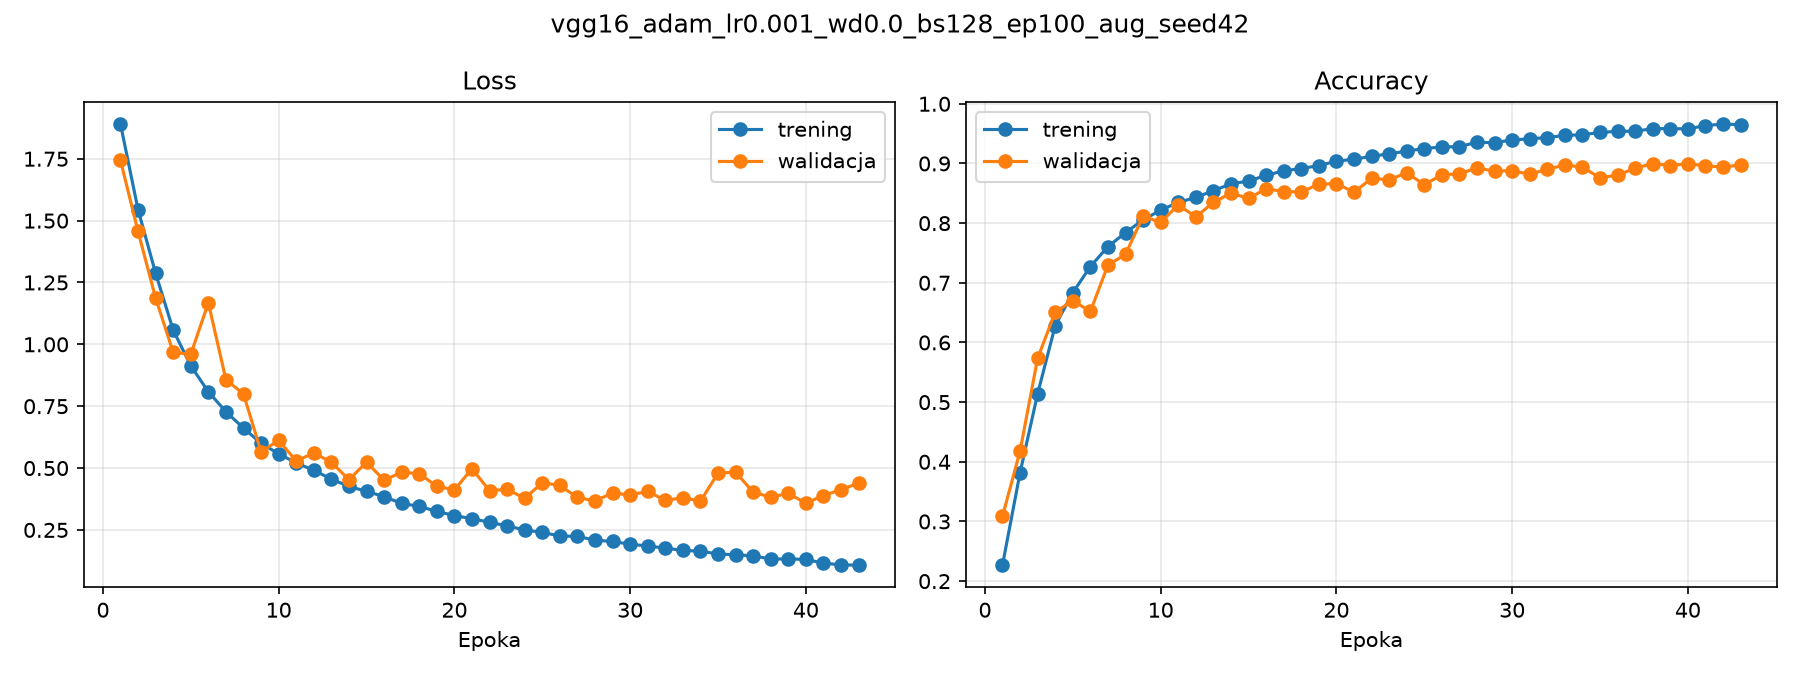 vgg16_adam_lr0.001_wd0.0_bs128_ep100_aug_seed42
Loss
trening
walidacja
1.75
1.50
1.25
1.00
0.75
0.50
0.25
0 10 20 30 40
Epoka
Accuracy
trening
walidacja
1.0
0.9
0.8
0.7
0.6
0.5
0.4
0.3
0.2
0 10 20 30 40
Epoka